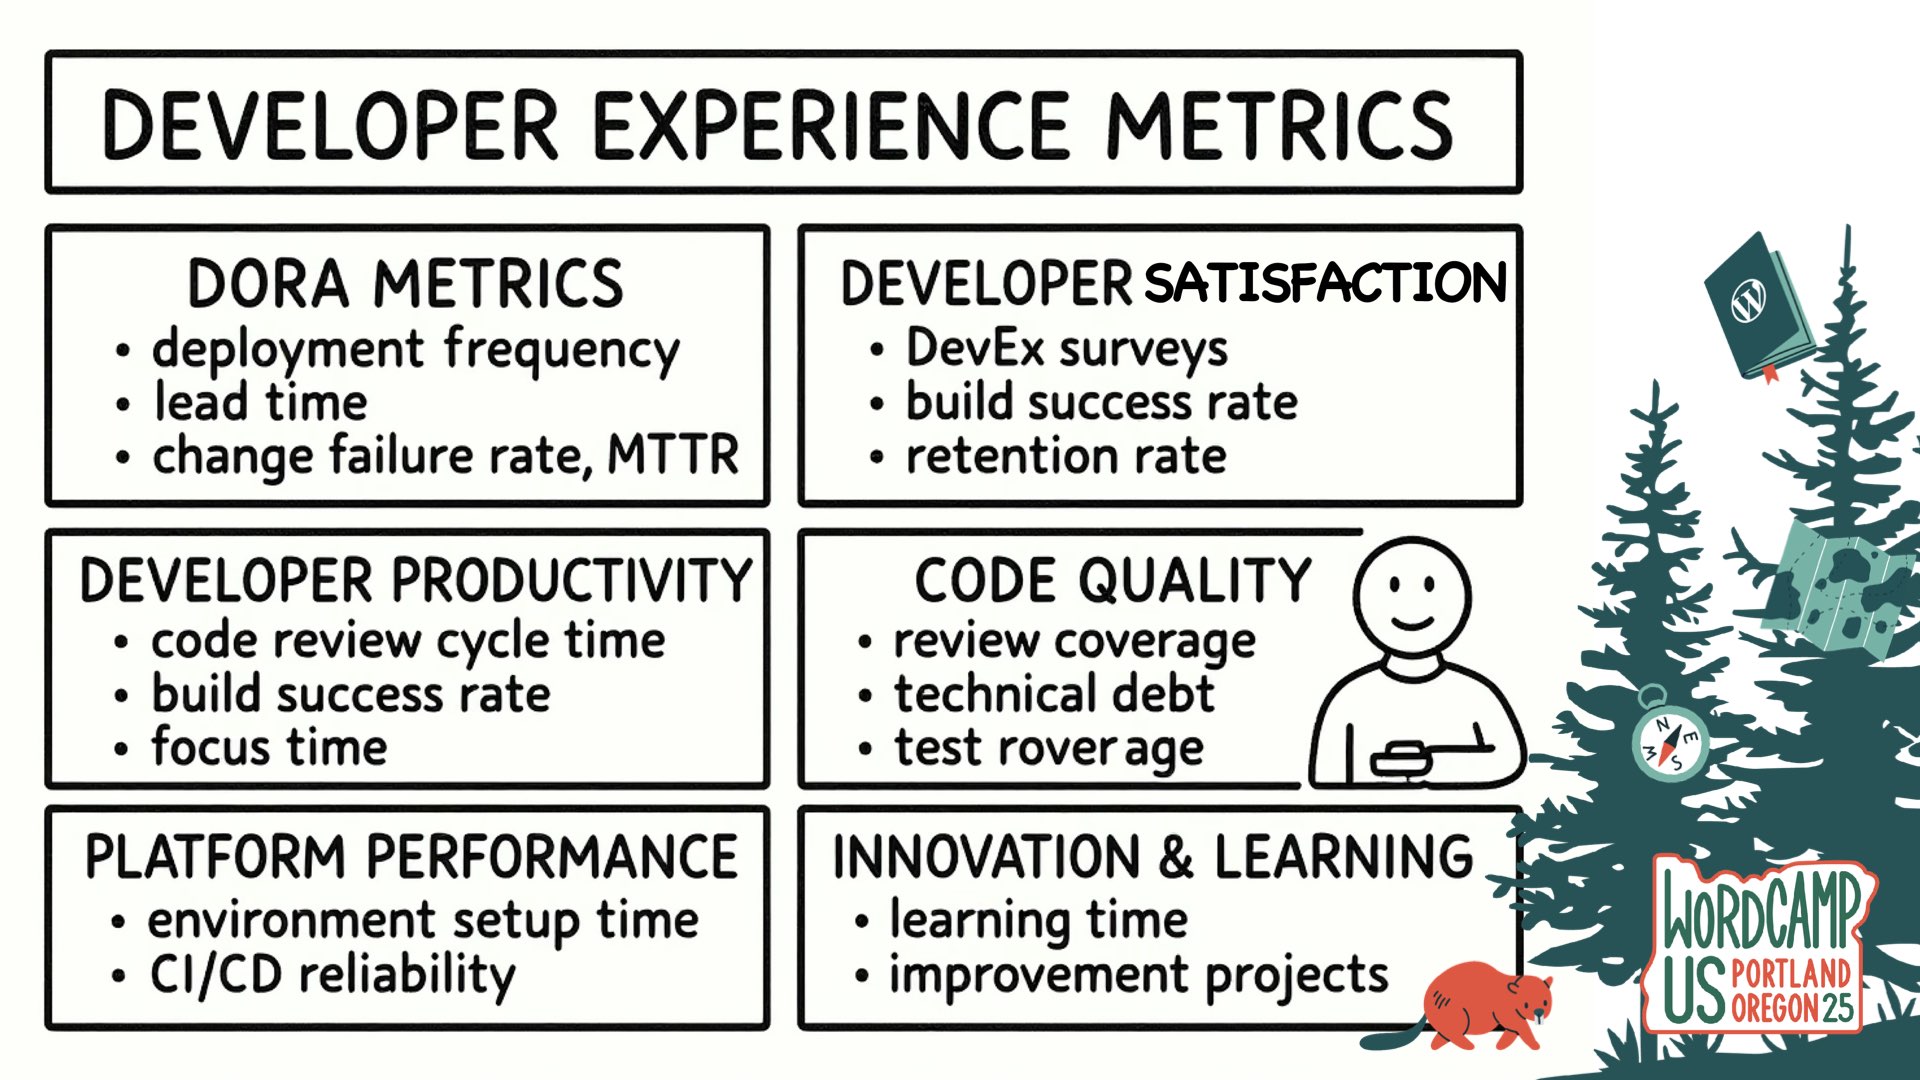 DEVELOPER EXPERIENCE METRICS
DORA METRICS
• deployment frequency
• lead time
• change failure rate, MTTR
DEVELOPER SATISFACTION
• DevEx surveys
• build success rate
• retention rate
DEVELOPER PRODUCTIVITY
• code review cycle time
• build success rate
• focus time
CODE QUALITY
• review coverage
• technical debt
• test roverage
PLATFORM PERFORMANCE
• environment setup time
• CI/CD reliability
INNOVATION & LEARNING
• learning time
• improvement projects
W
N
E
S
W
WORDCAMP
US PORTLAND
OREGON 25